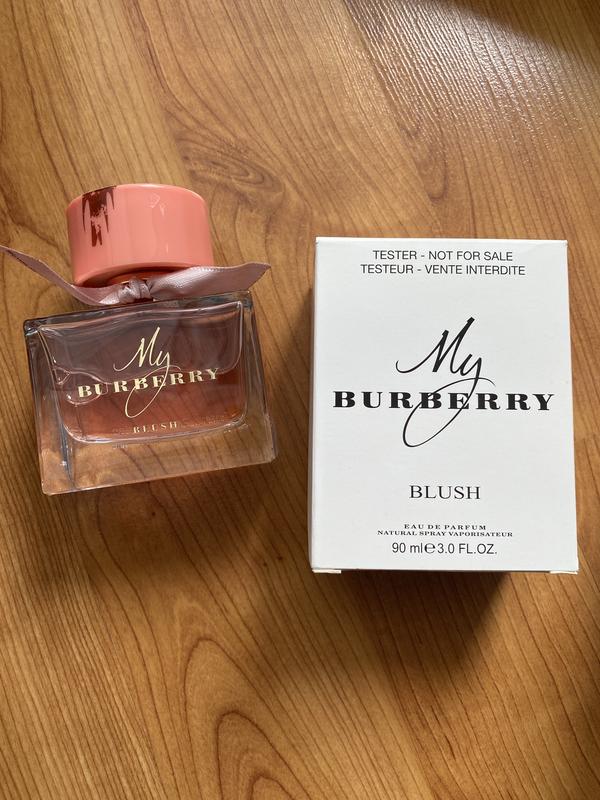 My
BURBERRY
BLUSH
TESTER - NOT FOR SALE
TESTEUR - VENTE INTERDITE
My
BURBERRY
BLUSH
EAU DE PARFUM
NATURAL SPRAY VAPORISATEUR
90 ml℮3.0 FL.OZ.